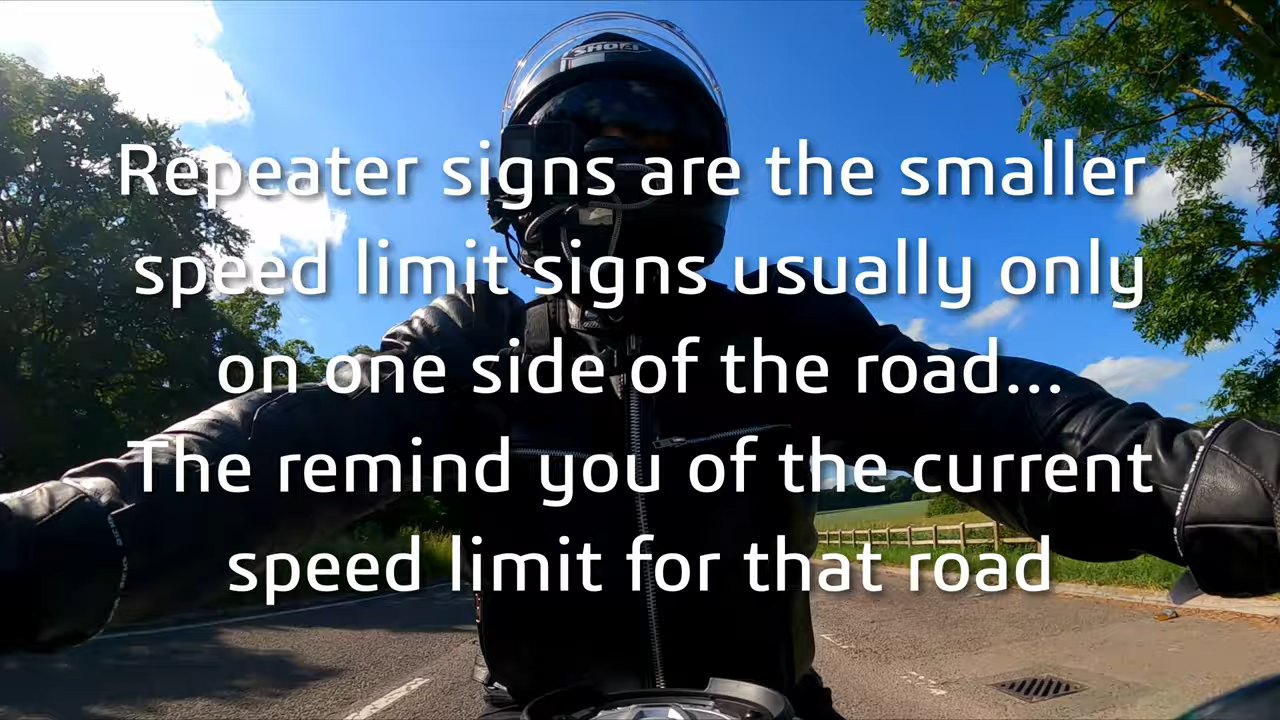 SHOEI
Repeater signs are the smaller
speed limit signs usually only
on one side of the road...
The remind you of the current
speed limit for that road